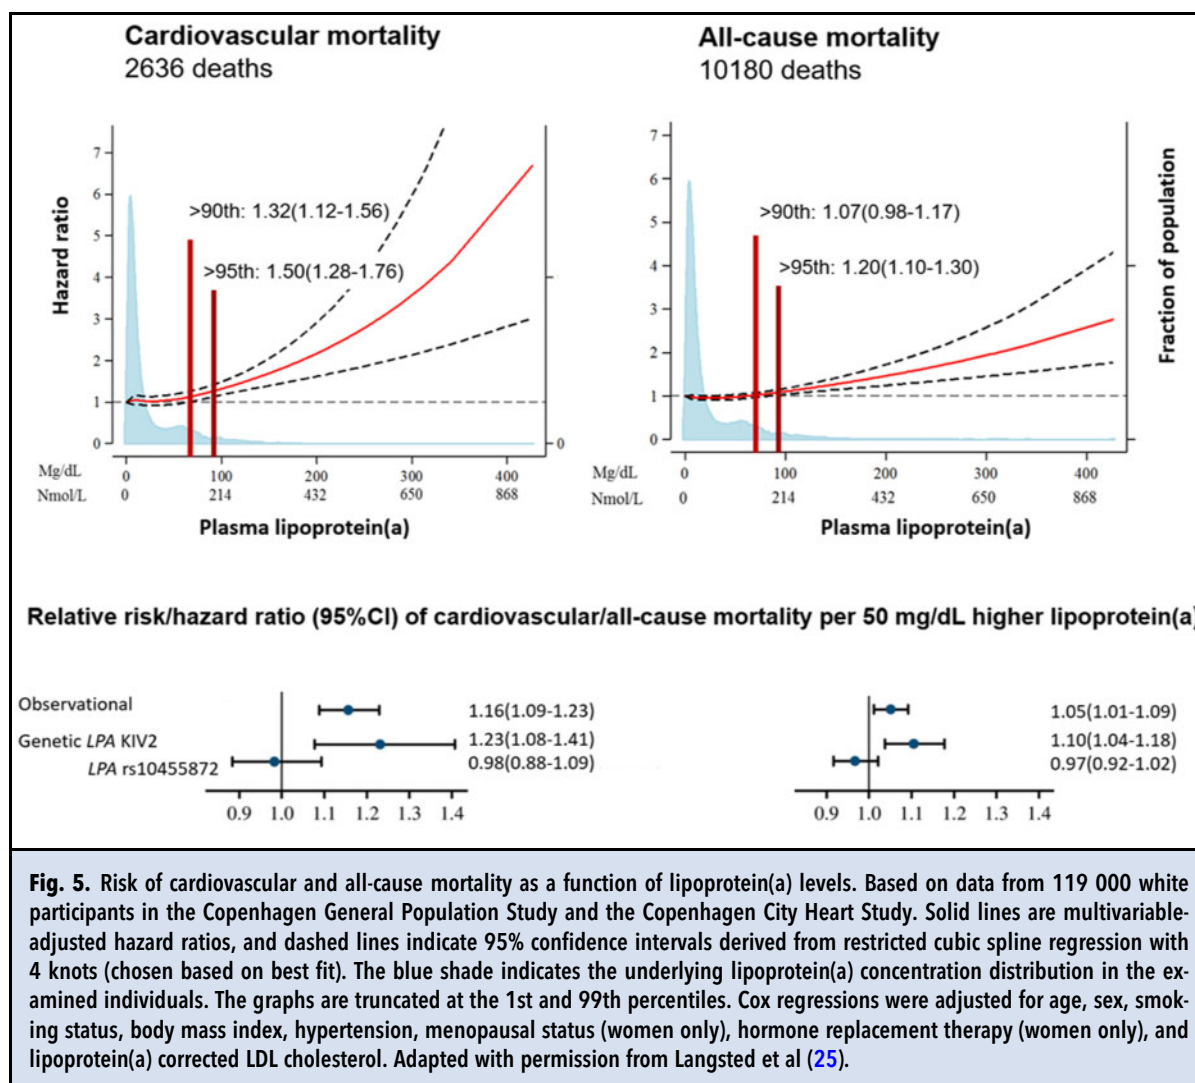 Cardiovascular mortality
2636 deaths
Hazard ratio
7
6
5
4
3
2
1
0
0
>90th: 1.32(1.12-1.56)
>95th: 1.50(1.28-1.76)
Mg/dL 0 100 200 300 400
Nmol/L 0 214 432 650 868
Plasma lipoprotein(a)
All-cause mortality
10180 deaths
7
6
5
4
3
2
1
0
>90th: 1.07(0.98-1.17)
>95th: 1.20(1.10-1.30)
Fraction of population
Mg/dL 0 100 200 300 400
Nmol/L 0 214 432 650 868
Plasma lipoprotein(a)
Relative risk/hazard ratio (95%CI) of cardiovascular/all-cause mortality per 50 mg/dL higher lipoprotein(a)
Observational 1.16(1.09-1.23) 1.05(1.01-1.09)
Genetic LPA KIV2 1.23(1.08-1.41) 1.10(1.04-1.18)
LPA rs10455872 0.98(0.88-1.09) 0.97(0.92-1.02)
0.9 1.0 1.1 1.2 1.3 1.4 0.9 1.0 1.1 1.2 1.3 1.4
Fig. 5. Risk of cardiovascular and all-cause mortality as a function of lipoprotein(a) levels. Based on data from 119 000 white
participants in the Copenhagen General Population Study and the Copenhagen City Heart Study. Solid lines are multivariable-
adjusted hazard ratios, and dashed lines indicate 95% confidence intervals derived from restricted cubic spline regression with
4 knots (chosen based on best fit). The blue shade indicates the underlying lipoprotein(a) concentration distribution in the ex-
amined individuals. The graphs are truncated at the 1st and 99th percentiles. Cox regressions were adjusted for age, sex, smok-
ing status, body mass index, hypertension, menopausal status (women only), hormone replacement therapy (women only), and
lipoprotein(a) corrected LDL cholesterol. Adapted with permission from Langsted et al (25).